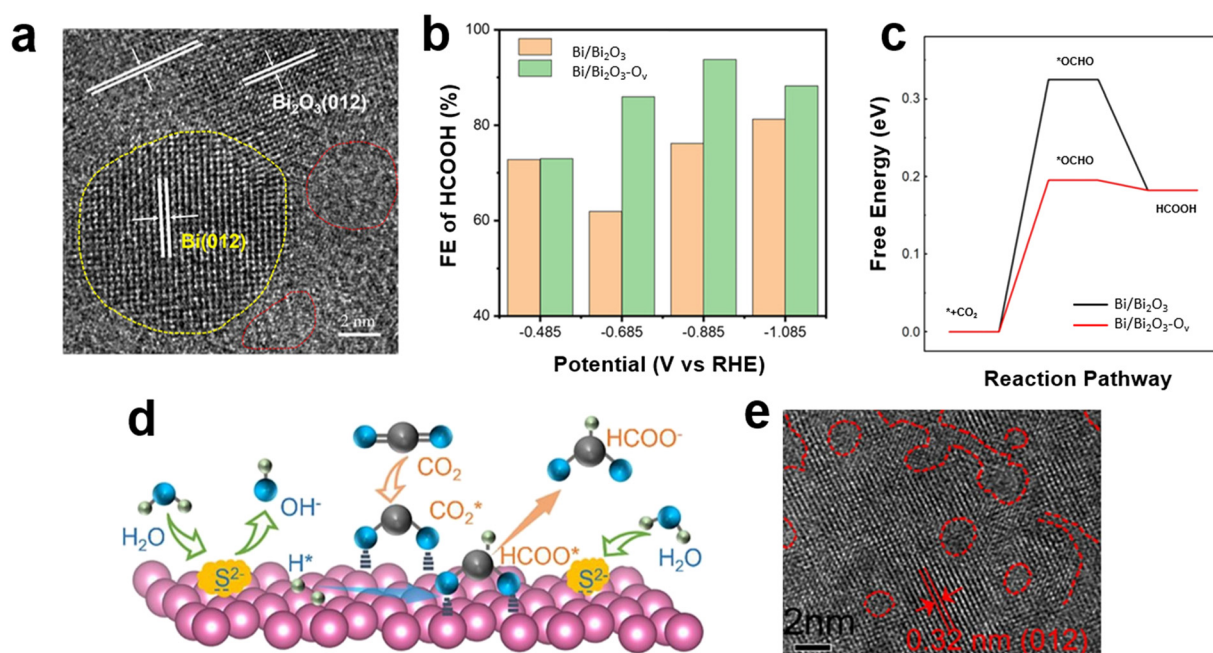 a
Bi₂O₃(012)
Bi(012)
2 nm
b
FE of HCOOH (%)
100
80
60
40
Bi/Bi₂O₃
Bi/Bi₂O₃-Oᵥ
-0.485
-0.685
-0.885
-1.085
Potential (V vs RHE)
c
Free Energy (eV)
0.3
0.2
0.1
0.0
*OCHO
*OCHO
HCOOH
*+CO₂
Bi/Bi₂O₃
Bi/Bi₂O₃-Oᵥ
Reaction Pathway
d
H₂O
OH⁻
S²⁻
H*
CO₂
CO₂*
HCOO⁻
HCOO*
S²⁻
H₂O
e
2nm
0.32 nm (012)